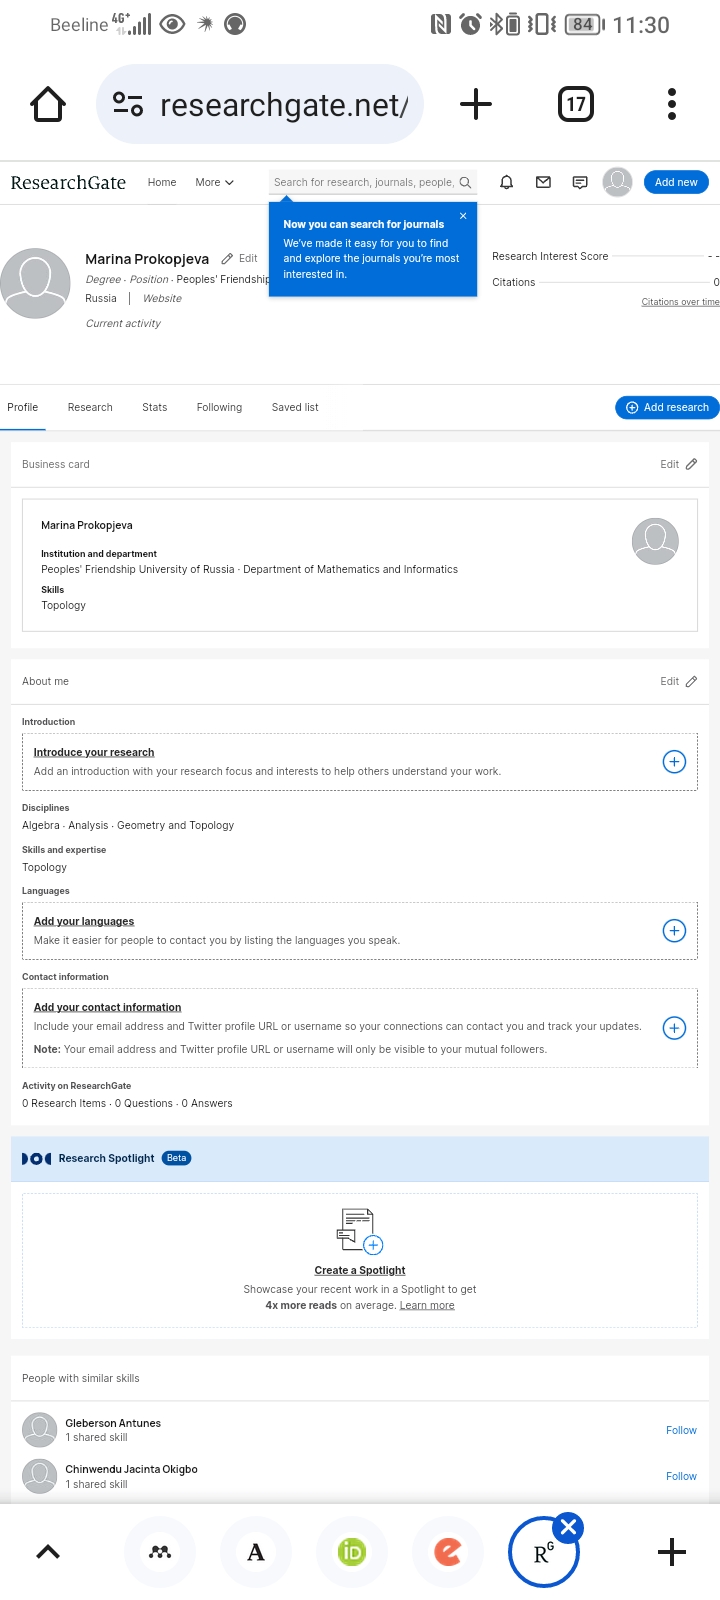 Beeline 4G+ 84 11:30
researchgate.net/ 17
ResearchGate Home More Search for research, journals, people, Add new
Now you can search for journals
We've made it easy for you to find
and explore the journals you're most
interested in.
Marina Prokopjeva Edit
Degree · Position · Peoples' Friendship
Russia | Website
Current activity
Research Interest Score - -
Citations 0
Citations over time
Profile Research Stats Following Saved list Add research
Business card Edit
Marina Prokopjeva
Institution and department
Peoples' Friendship University of Russia · Department of Mathematics and Informatics
Skills
Topology
About me Edit
Introduction
Introduce your research
Add an introduction with your research focus and interests to help others understand your work.
Disciplines
Algebra · Analysis · Geometry and Topology
Skills and expertise
Topology
Languages
Add your languages
Make it easier for people to contact you by listing the languages you speak.
Contact information
Add your contact information
Include your email address and Twitter profile URL or username so your connections can contact you and track your updates.
Note: Your email address and Twitter profile URL or username will only be visible to your mutual followers.
Activity on ResearchGate
0 Research Items · 0 Questions · 0 Answers
Research Spotlight Beta
Create a Spotlight
Showcase your recent work in a Spotlight to get
4x more reads on average. Learn more
People with similar skills
Gleberson Antunes
1 shared skill
Follow
Chinwendu Jacinta Okigbo
1 shared skill
Follow
A iD e RG